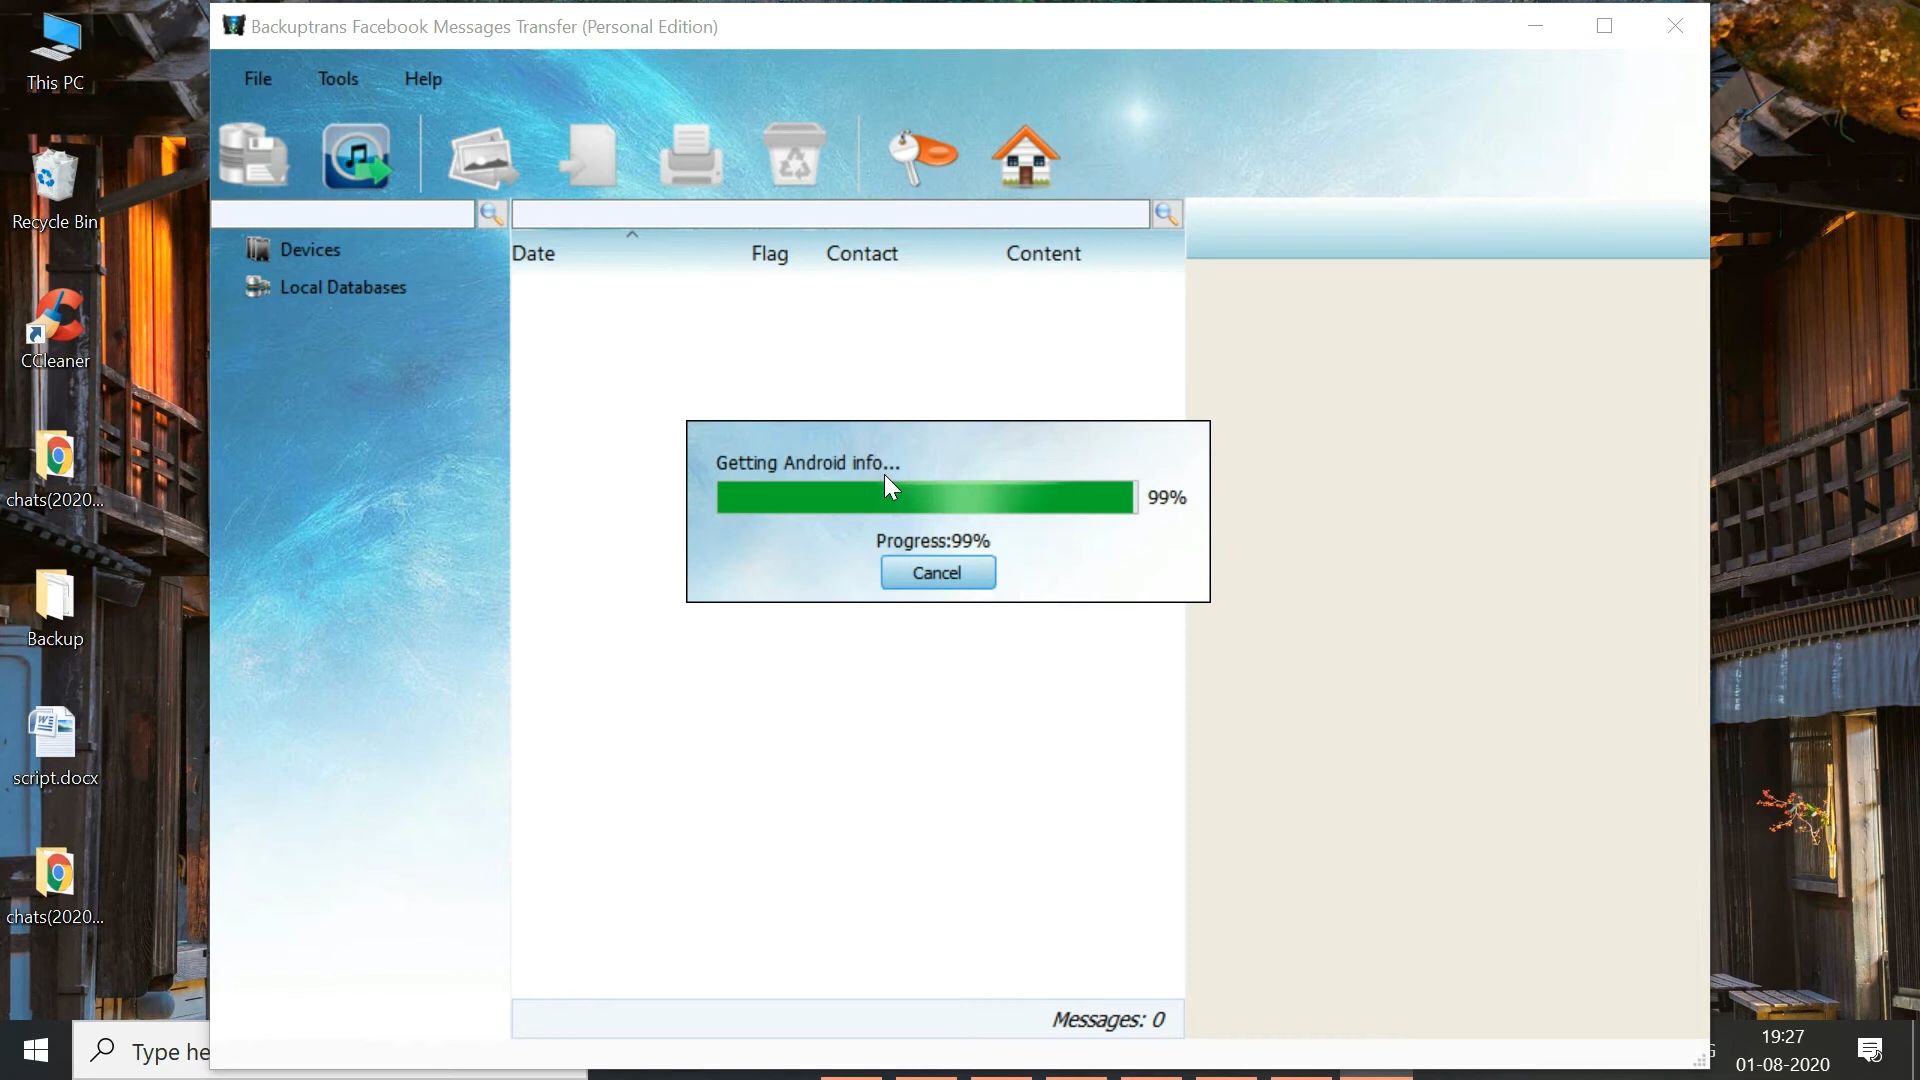 This PC
Recycle Bin
CCleaner
chats(2020...
Backup
script.docx
chats(2020...
Backuptrans Facebook Messages Transfer (Personal Edition)
File Tools Help
Devices
Local Databases
Date Flag Contact Content
Getting Android info...
99%
Progress:99%
Cancel
Messages: 0
Type he
19:27
01-08-2020